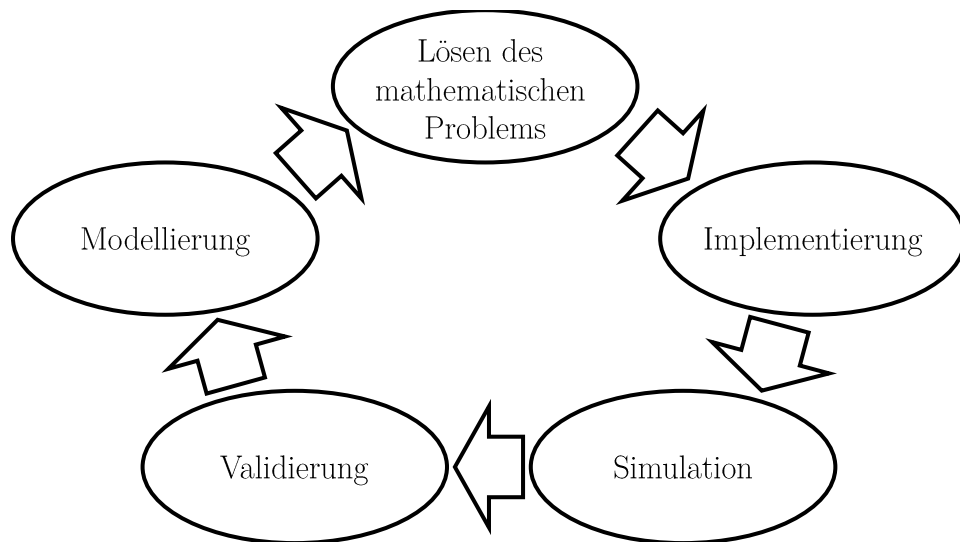 Lösen des
mathematischen
Problems
Modellierung
Implementierung
Validierung
Simulation